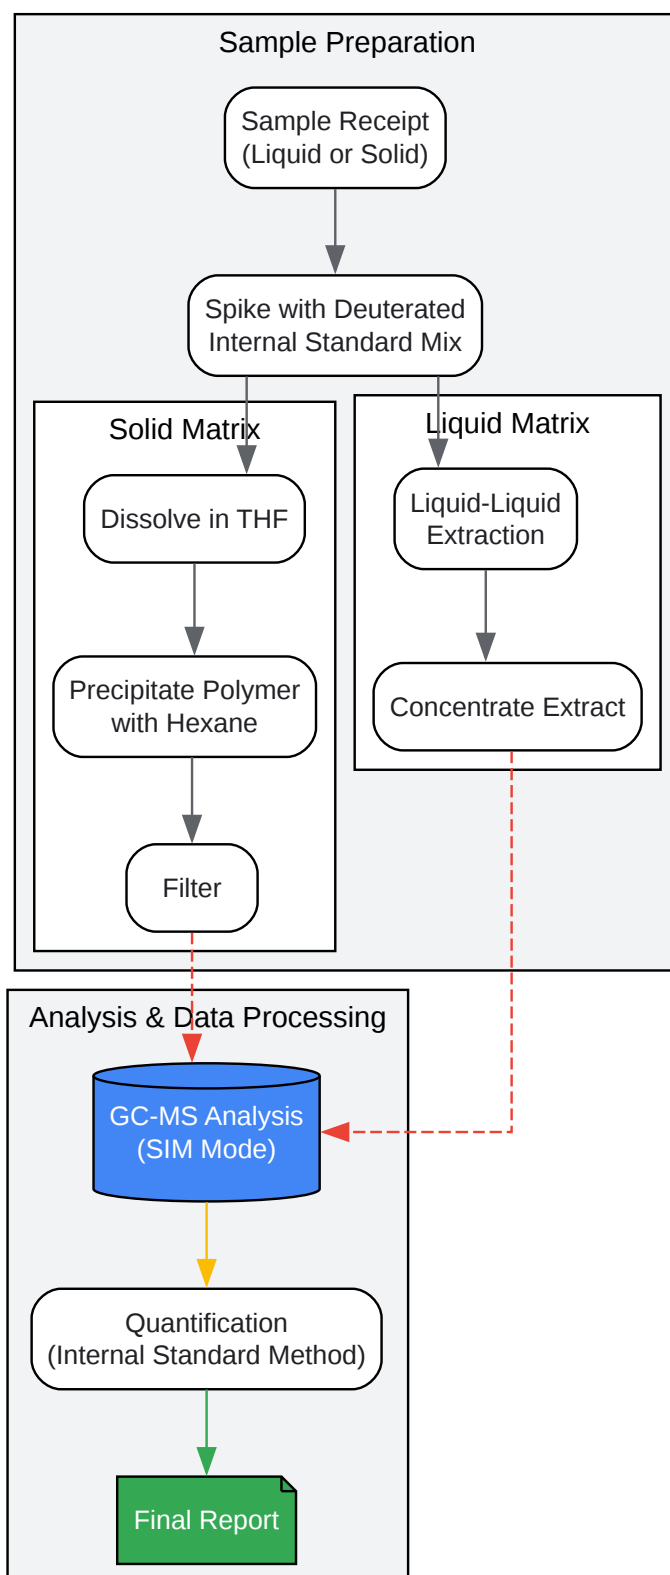 Sample Preparation
Sample Receipt
(Liquid or Solid)
Spike with Deuterated
Internal Standard Mix
Solid Matrix
Dissolve in THF
Precipitate Polymer
with Hexane
Filter
Liquid Matrix
Liquid-Liquid
Extraction
Concentrate Extract
Analysis & Data Processing
GC-MS Analysis
(SIM Mode)
Quantification
(Internal Standard Method)
Final Report